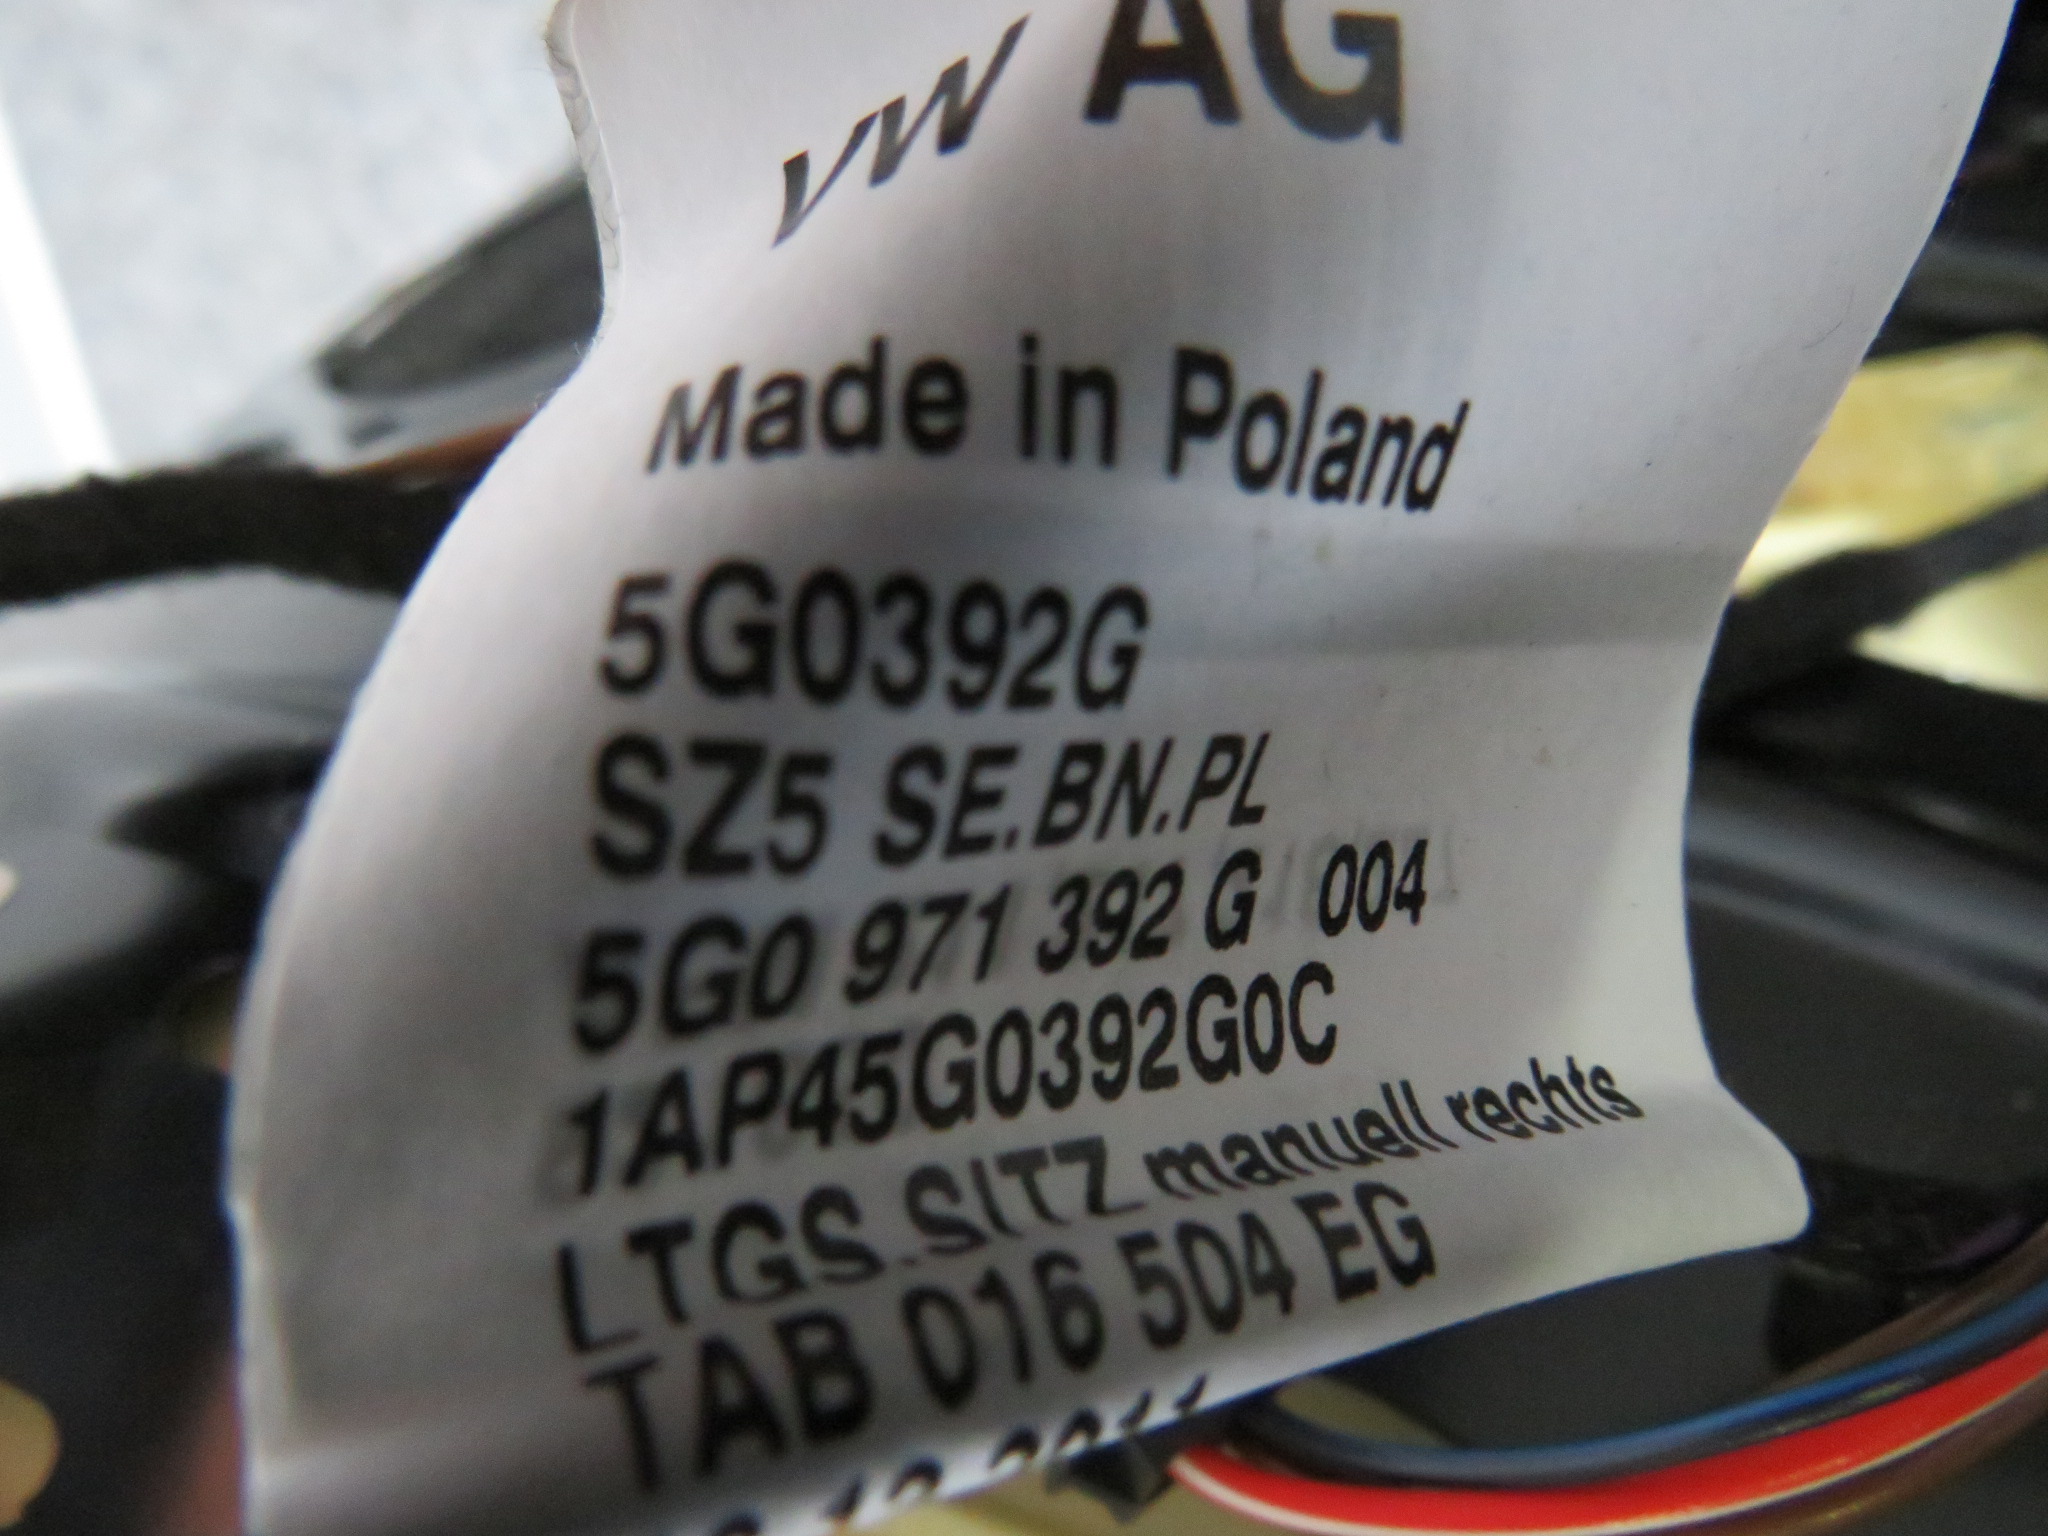 VW AG
Made in Poland
5G0392G
SZ5 SE.BN.PL
5G0 971 392 G 004
1AP45G0392G0C
LTGS.SITZ manuell rechts
TAB 016 504 EG